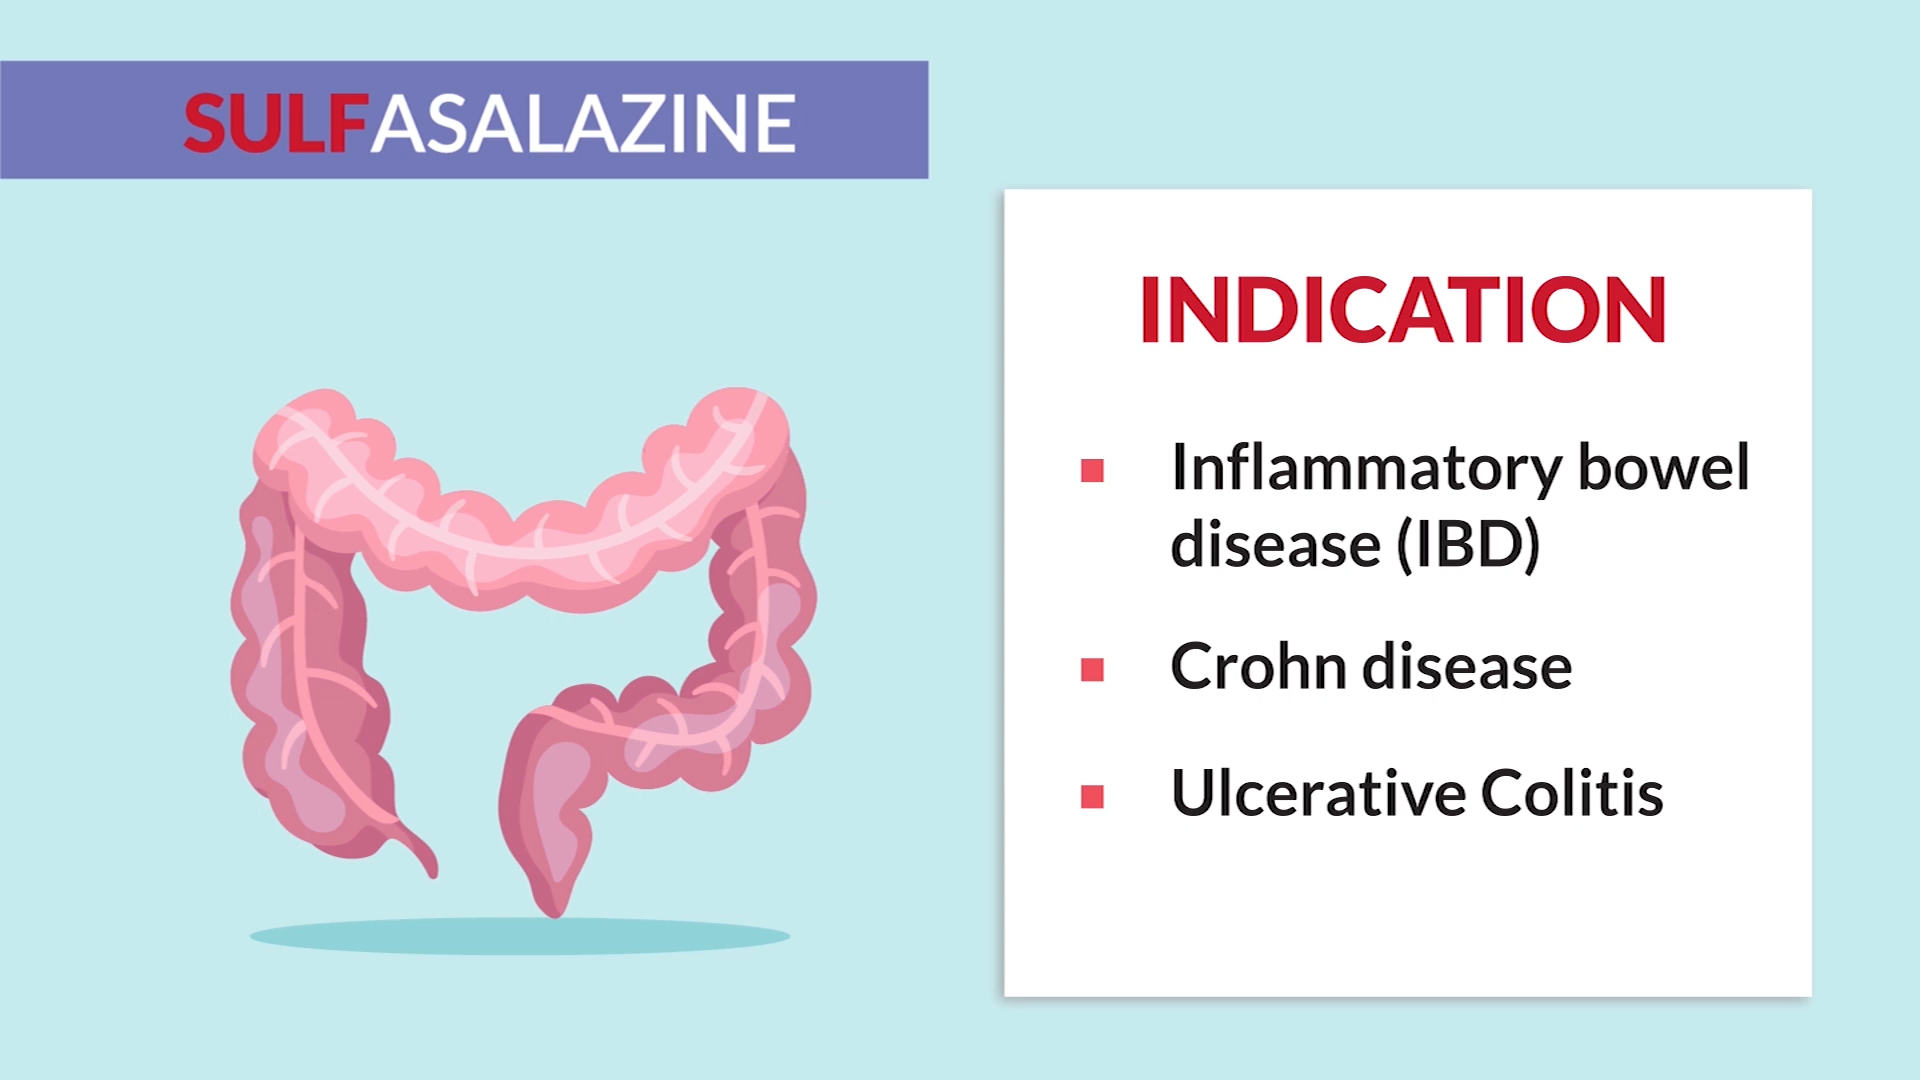 SULFASALAZINE
INDICATION
▪ Inflammatory bowel
disease (IBD)
▪ Crohn disease
▪ Ulcerative Colitis